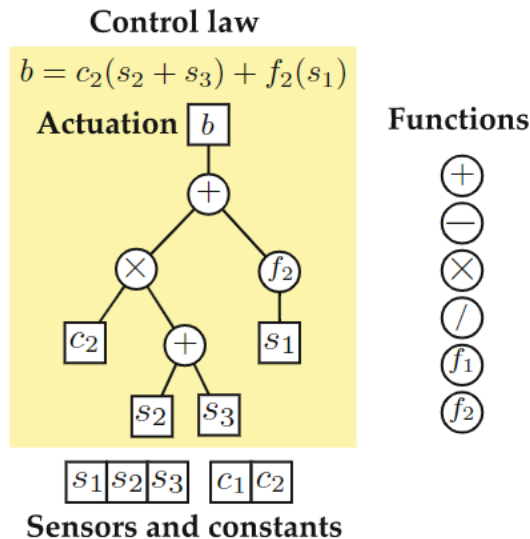 Control law
b = c₂(s₂ + s₃) + f₂(s₁)
Actuation b
Functions
+
+
−
× f₂
×
c₂ + s₁
/
f₁
s₂ s₃
f₂
s₁ s₂ s₃ c₁ c₂
Sensors and constants